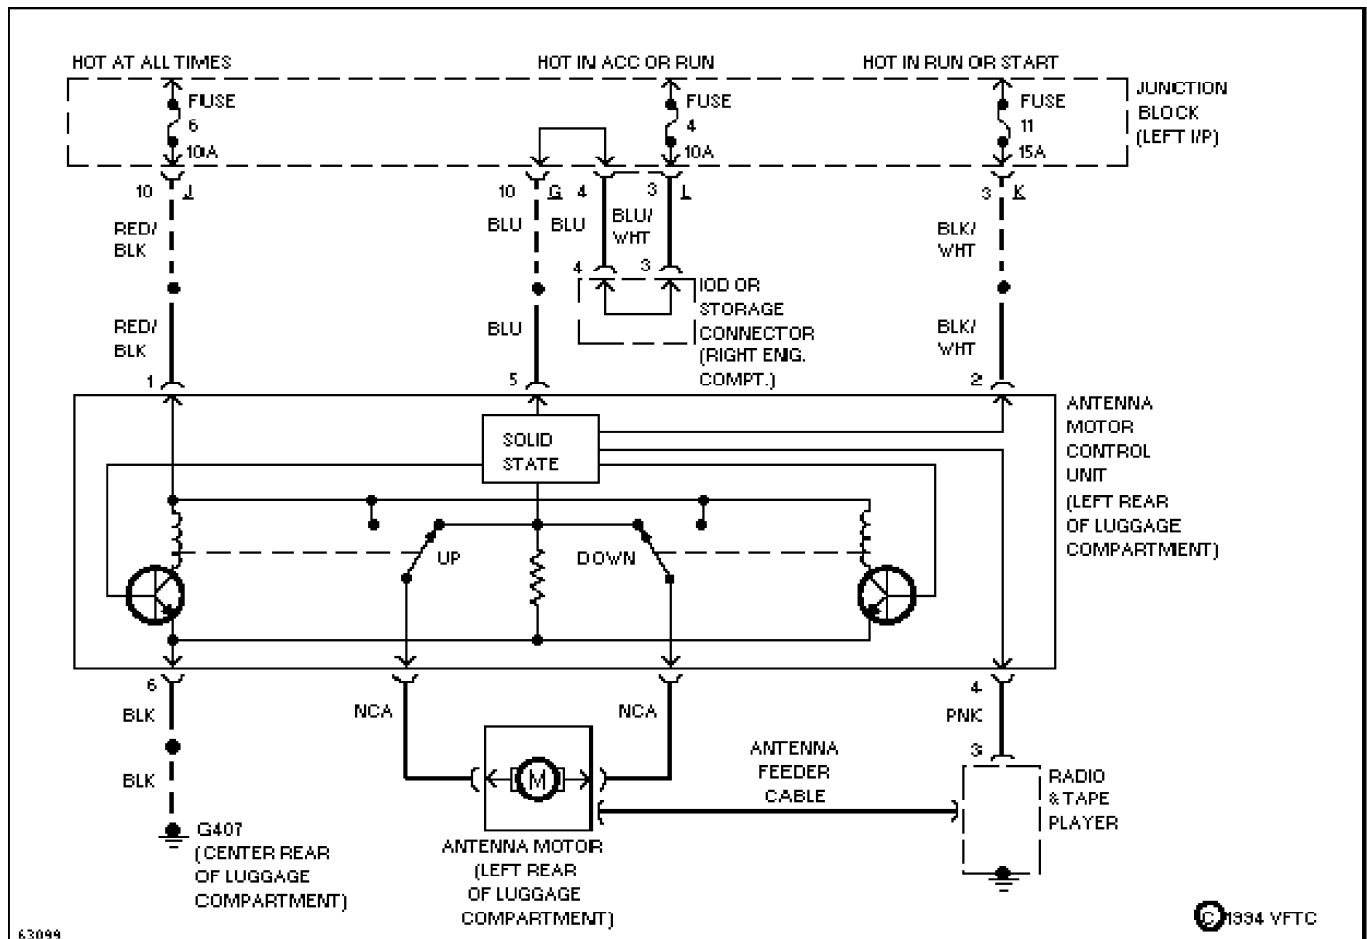 HOT AT ALL TIMES
HOT IN ACC OR RUN
HOT IN RUN OR START
FUSE
6
10A
FUSE
4
10A
FUSE
11
15A
JUNCTION
BLOCK
(LEFT I/P)
10 J
10 G
4
3 L
3 K
RED/
BLK
BLU
BLU
BLU/
WHT
BLK/
WHT
4
3
IOD OR
STORAGE
CONNECTOR
(RIGHT ENG.
COMPT.)
RED/
BLK
BLU
BLK/
WHT
1
5
2
ANTENNA
MOTOR
CONTROL
UNIT
(LEFT REAR
OF LUGGAGE
COMPARTMENT)
SOLID
STATE
UP
DOWN
6
4
BLK
NCA
NCA
PNK
BLK
3
M
ANTENNA
FEEDER
CABLE
RADIO
& TAPE
PLAYER
G407
(CENTER REAR
OF LUGGAGE
COMPARTMENT)
ANTENNA MOTOR
(LEFT REAR
OF LUGGAGE
COMPARTMENT)
© 1994 VFTC
63099